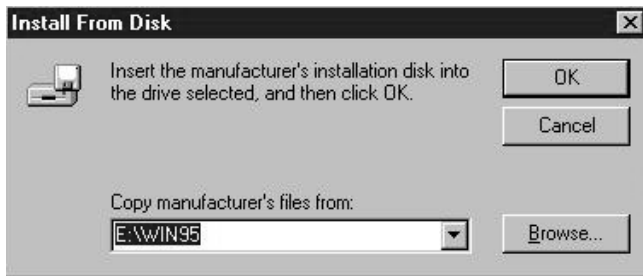 Install From Disk
Insert the manufacturer's installation disk into
the drive selected, and then click OK.
OK
Cancel
Copy manufacturer's files from:
E:\WIN95
Browse...